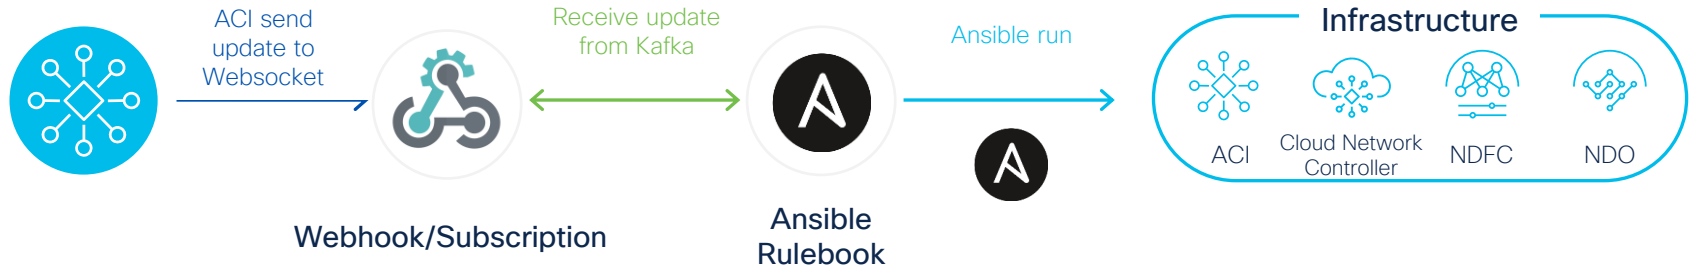 ACI send
update to
Websocket
Receive update
from Kafka
Ansible run
Infrastructure
ACI
Cloud Network
Controller
NDFC
NDO
Webhook/Subscription
Ansible
Rulebook